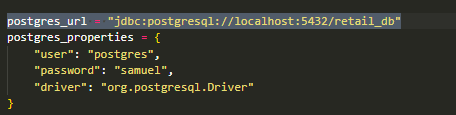 postgres_url = "jdbc:postgresql://localhost:5432/retail_db"
postgres_properties = {
    "user": "postgres",
    "password": "samuel",
    "driver": "org.postgresql.Driver"
}